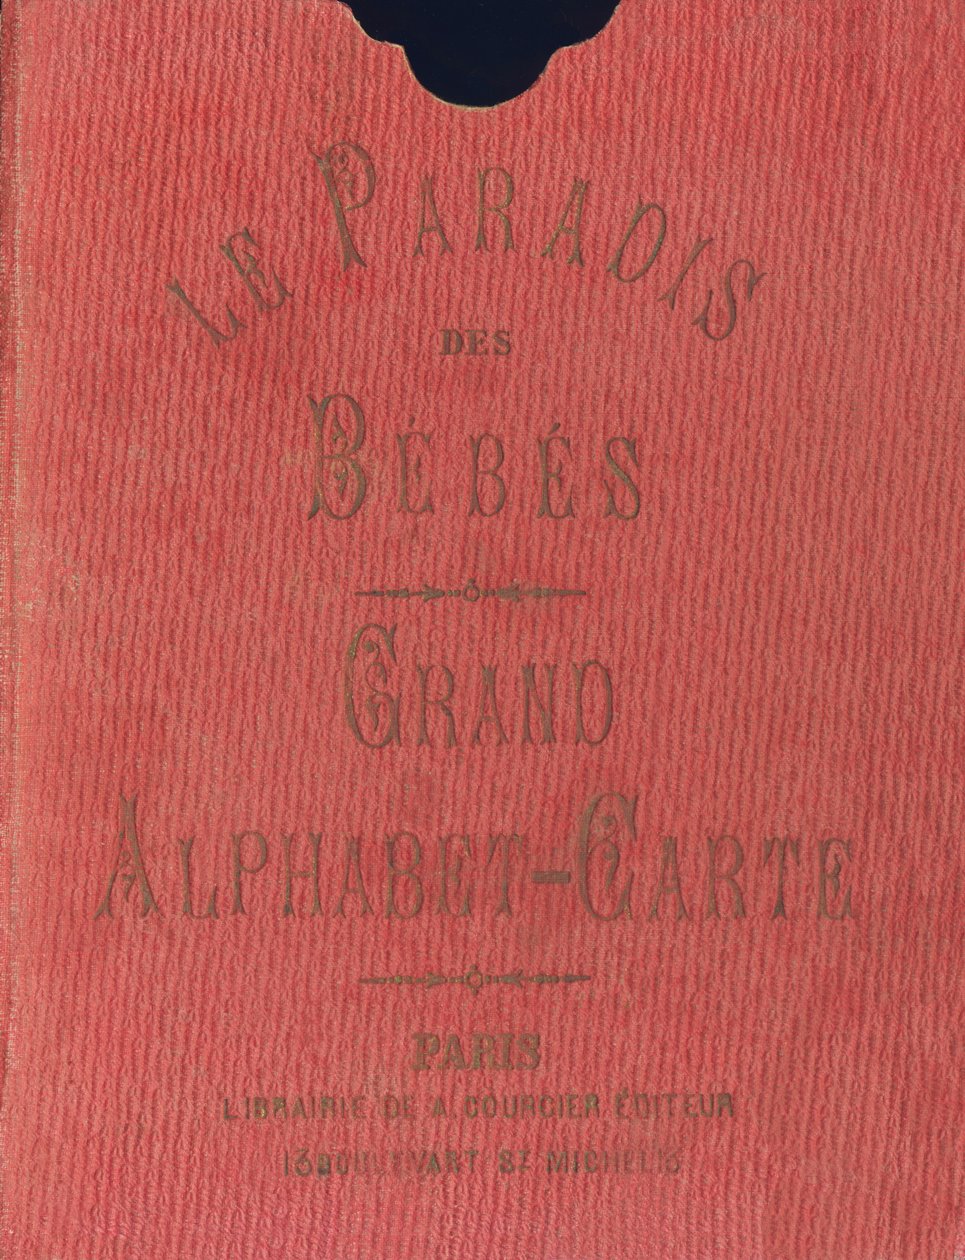 LE PARADIS
DES
BÉBÉS
GRAND
ALPHABET-CARTE
PARIS
LIBRAIRIE DE A. COURCIER ÉDITEUR
13 BOULEVART ST MICHEL 13